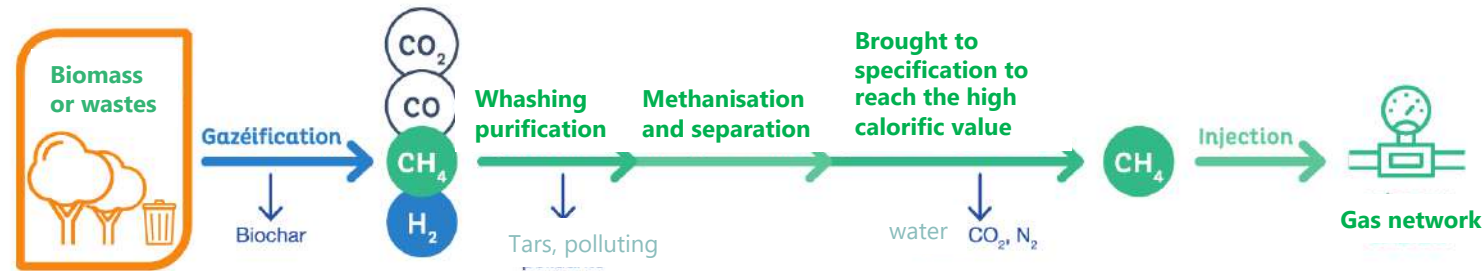 Biomass
or wastes
Gazéification
Biochar
CO₂
CO
CH₄
H₂
Whashing
purification
Tars, polluting
Methanisation
and separation
Brought to
specification to
reach the high
calorific value
water
CO₂, N₂
CH₄
Injection
Gas network